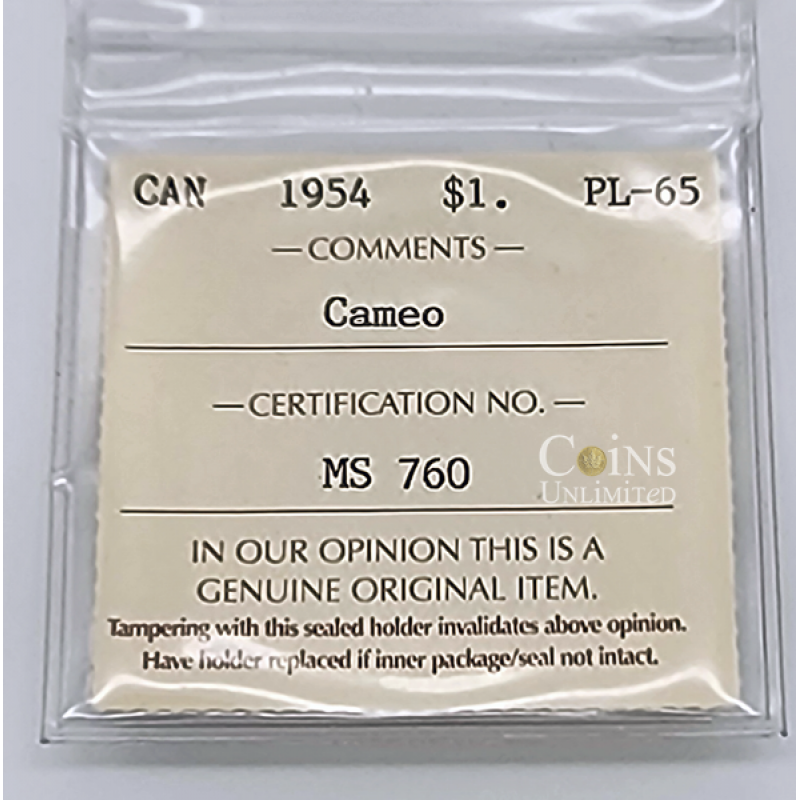 CAN 1954 $1. PL-65
— COMMENTS —
Cameo
— CERTIFICATION NO. —
MS 760
COiNS
UNLIMITED
IN OUR OPINION THIS IS A
GENUINE ORIGINAL ITEM.
Tampering with this sealed holder invalidates above opinion.
Have holder replaced if inner package/seal not intact.